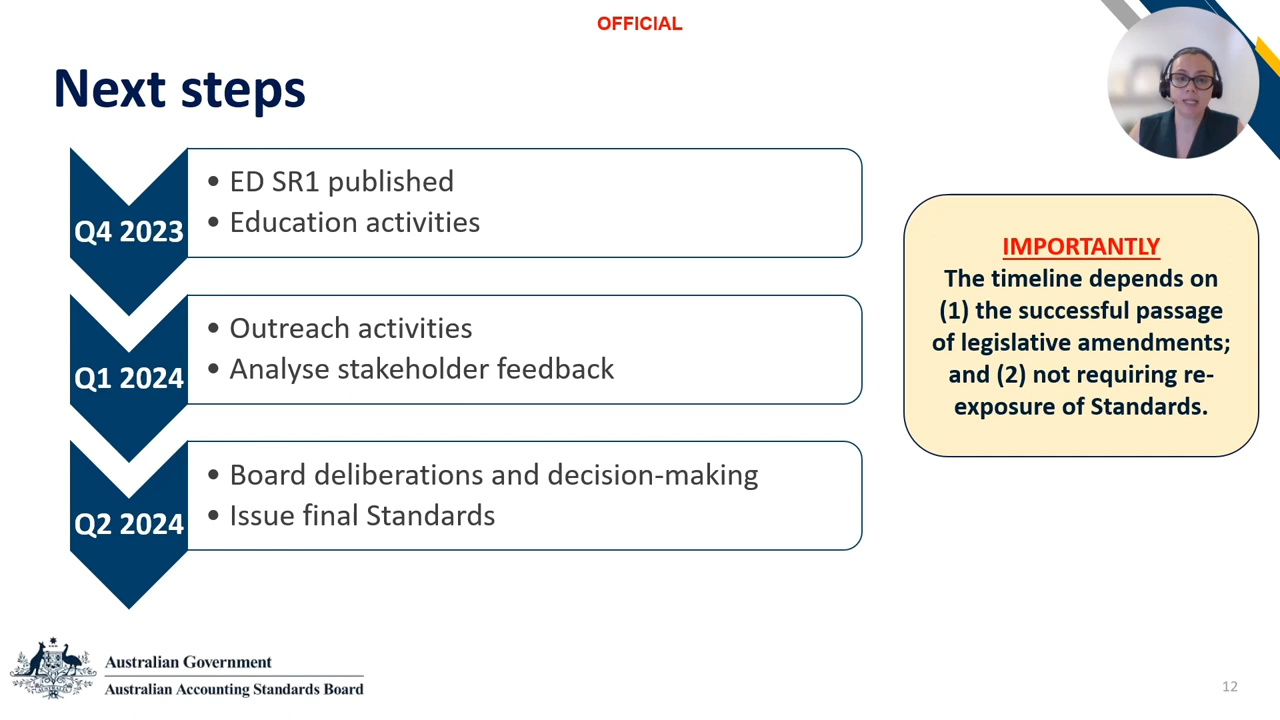 OFFICIAL
Next steps
Q4 2023
• ED SR1 published
• Education activities
Q1 2024
• Outreach activities
• Analyse stakeholder feedback
Q2 2024
• Board deliberations and decision-making
• Issue final Standards
IMPORTANTLY
The timeline depends on
(1) the successful passage
of legislative amendments;
and (2) not requiring re-
exposure of Standards.
Australian Government
Australian Accounting Standards Board
12